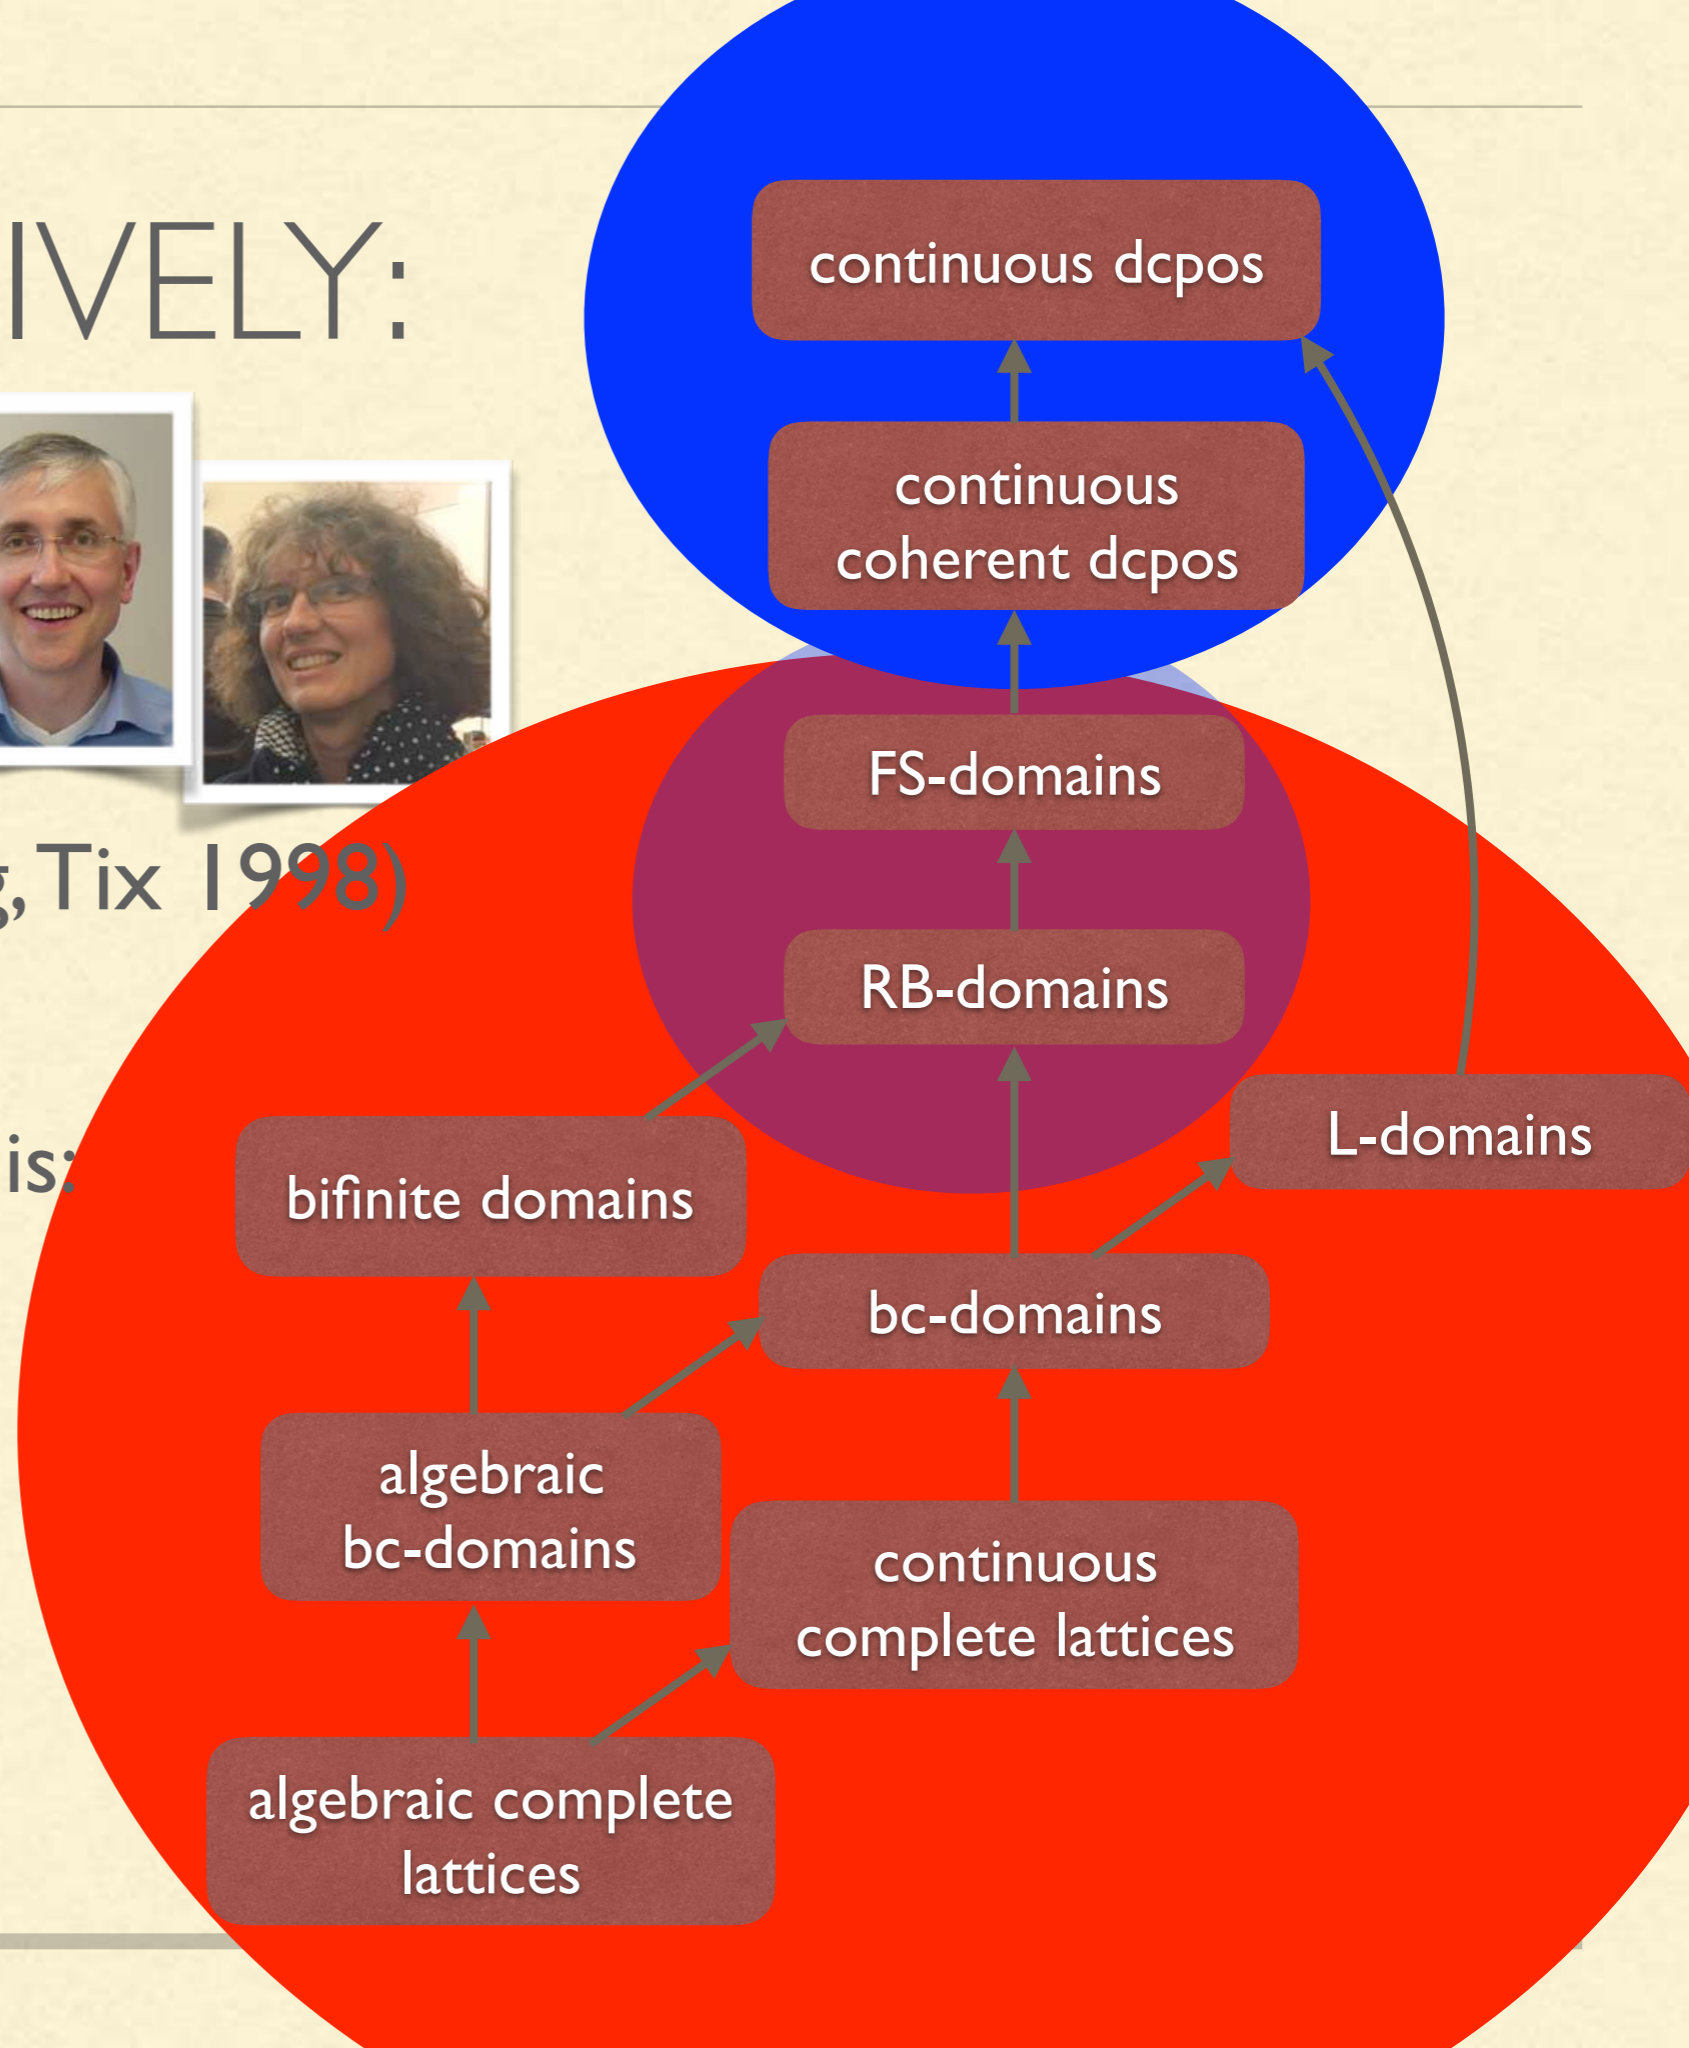 IVELY:
continuous dcpos
continuous
coherent dcpos
FS-domains
, Tix 1998)
RB-domains
is:
L-domains
bifinite domains
bc-domains
algebraic
bc-domains
continuous
complete lattices
algebraic complete
lattices